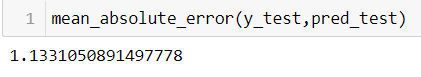 1 mean_absolute_error(y_test,pred_test)
1.1331050891497778